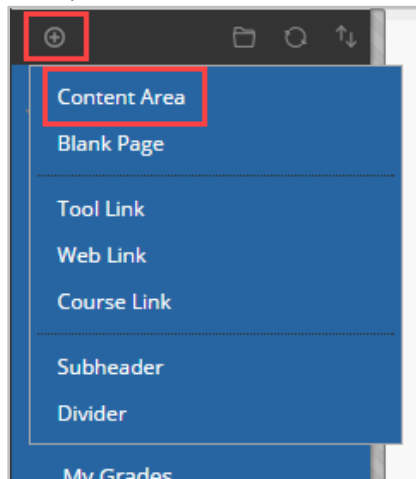 Content Area
Blank Page
Tool Link
Web Link
Course Link
Subheader
Divider
My Grades